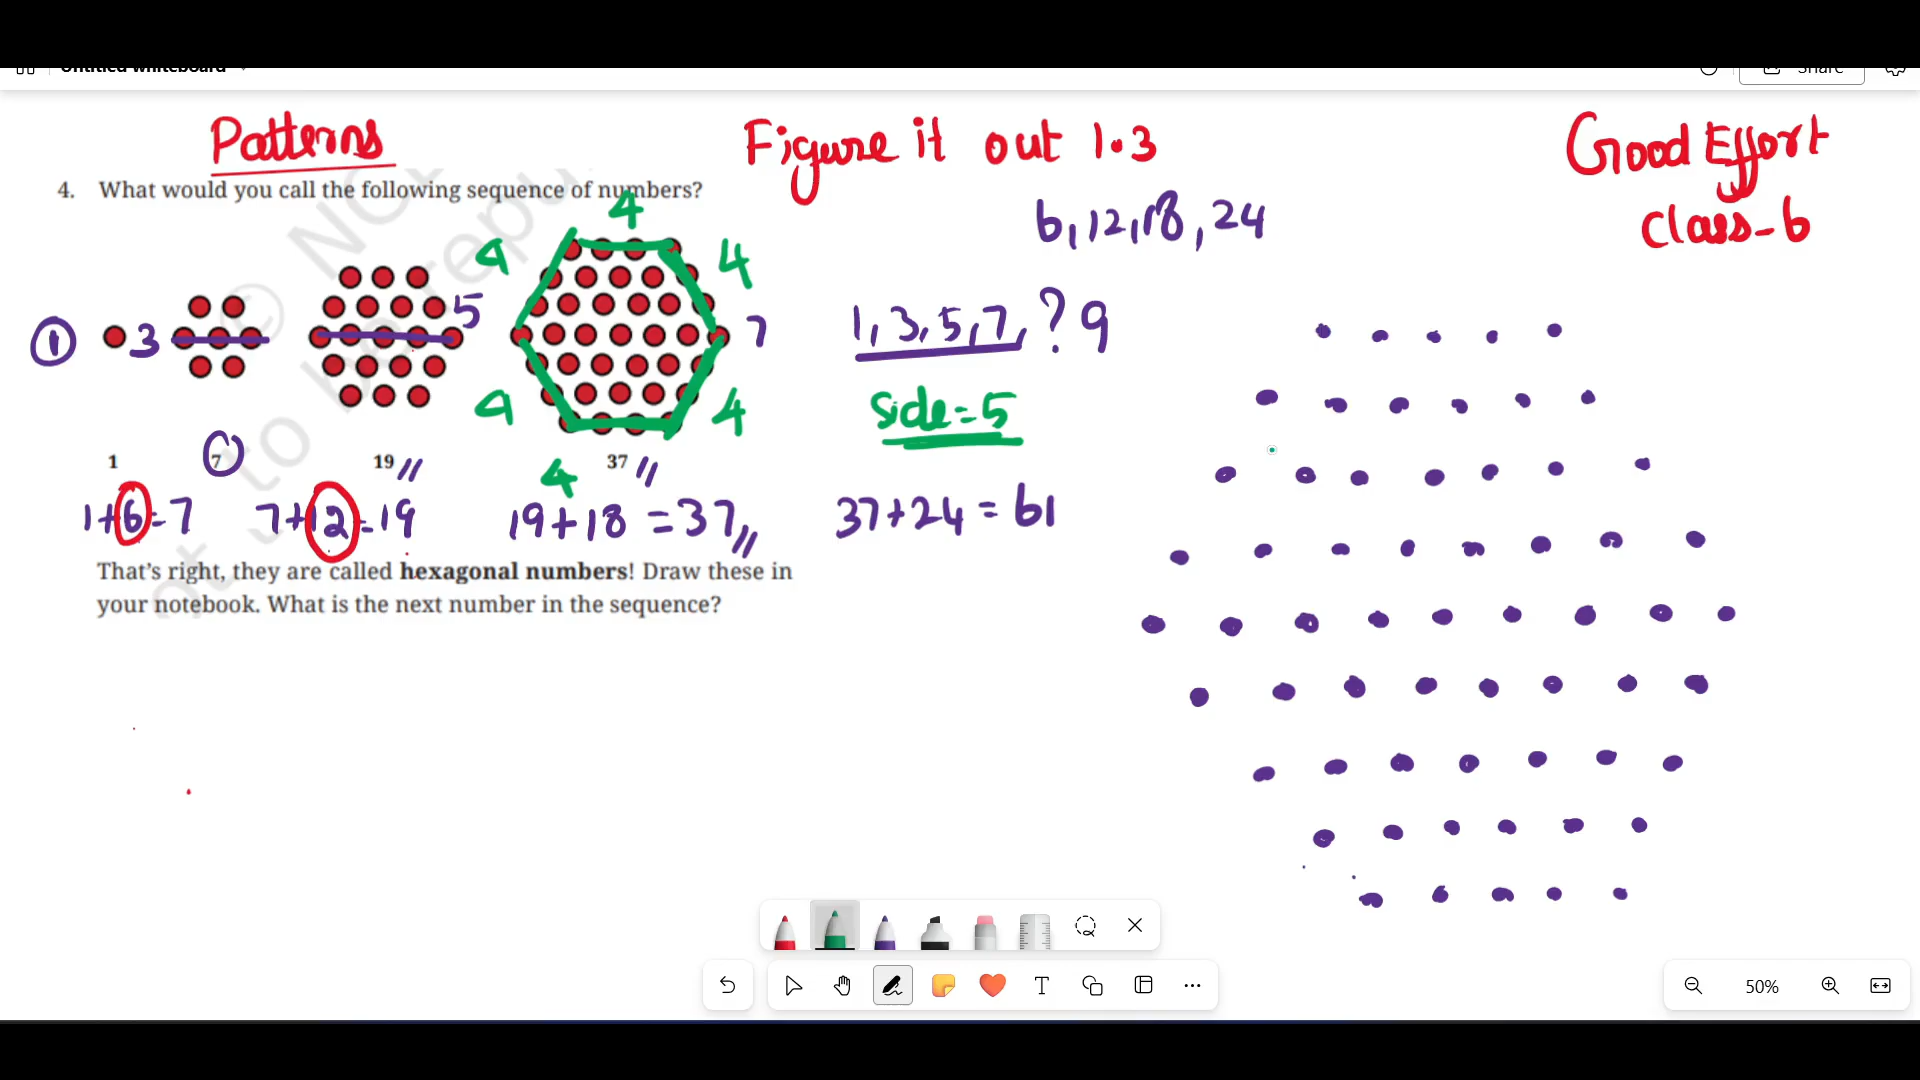 Untitled whiteboard
Share
Patterns
Figure it out 1.3
Good Effort
Class-6
4. What would you call the following sequence of numbers?
6, 12, 18, 24
4
4
4
1
3
5
7
1, 3, 5, 7, ? 9
4
4
side = 5
1
7
19
4
37
1+6=7
7+12=19
19+18=37
37+24=61
That's right, they are called hexagonal numbers! Draw these in
your notebook. What is the next number in the sequence?
50%